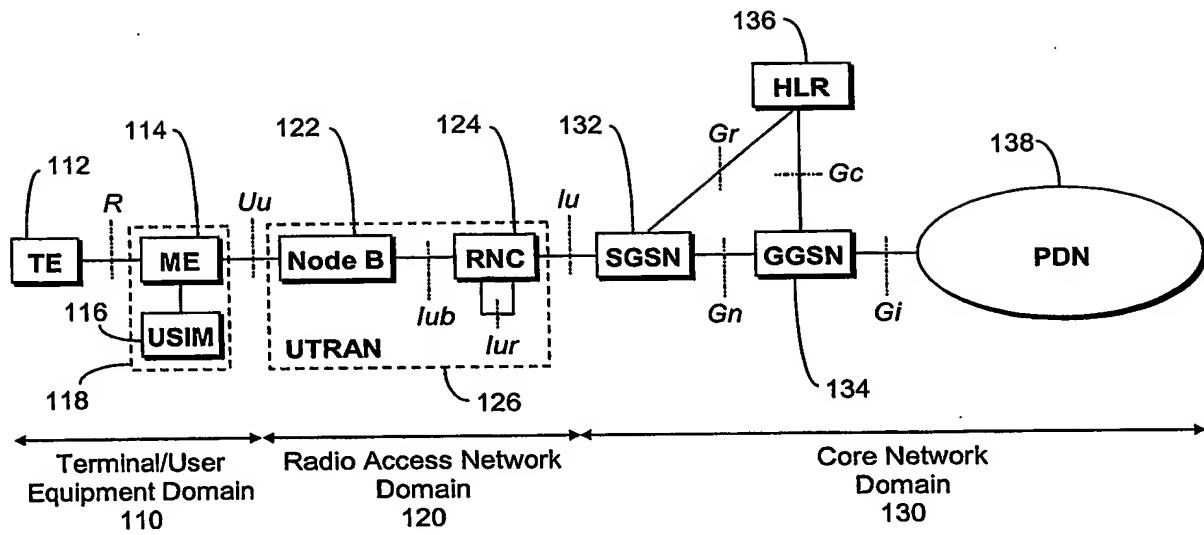 136
HLR
114
122
124
132
Gr
138
112
R
Uu
Iu
Gc
TE
ME
Node B
RNC
SGSN
GGSN
PDN
116
USIM
Iub
Iur
Gn
Gi
UTRAN
118
126
134
Terminal/User
Equipment Domain
110
Radio Access Network
Domain
120
Core Network
Domain
130